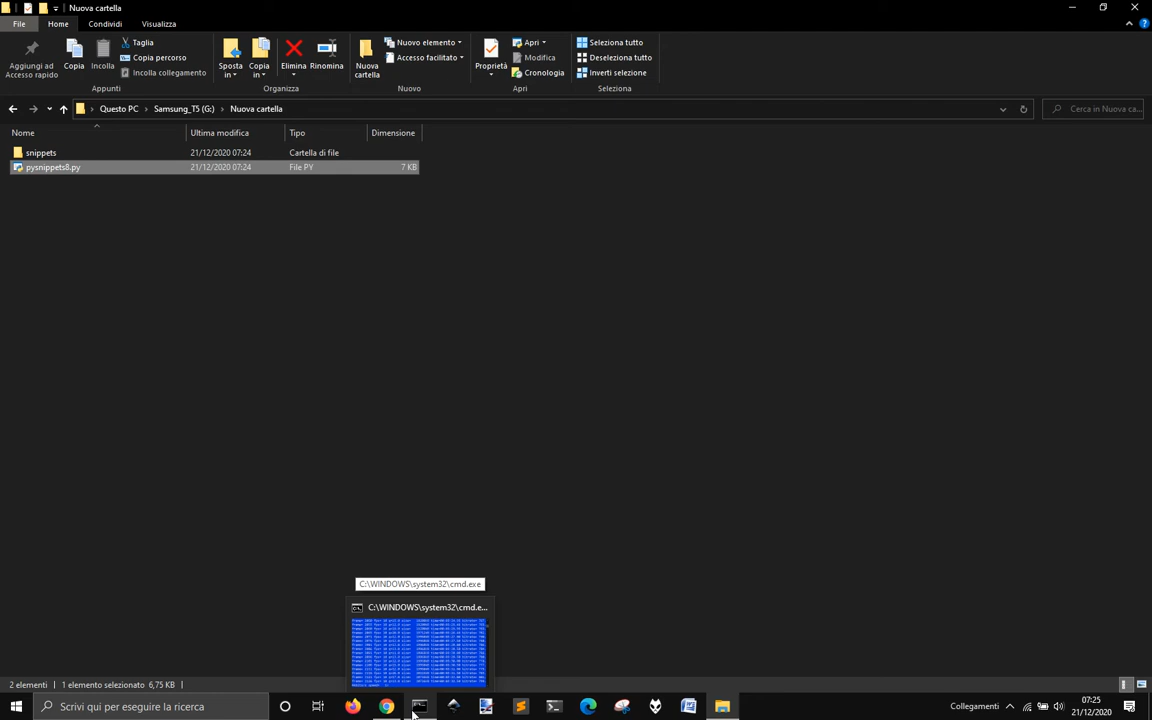 Nuova cartella
File
Home
Condividi
Visualizza
Aggiungi ad
Accesso rapido
Copia
Incolla
Taglia
Copia percorso
Incolla collegamento
Appunti
Sposta
in
Copia
in
Elimina
Rinomina
Organizza
Nuova
cartella
Nuovo elemento
Accesso facilitato
Nuovo
Proprietà
Apri
Modifica
Cronologia
Apri
Seleziona tutto
Deseleziona tutto
Inverti selezione
Seleziona
Questo PC > Samsung_T5 (G:) > Nuova cartella
Cerca in Nuova ca...
Nome
Ultima modifica
Tipo
Dimensione
snippets
21/12/2020 07:24
Cartella di file
pysnippets8.py
21/12/2020 07:24
File PY
7 KB
C:\WINDOWS\system32\cmd.exe
C:\WINDOWS\system32\cmd.e...
2 elementi
1 elemento selezionato 6,75 KB
Scrivi qui per eseguire la ricerca
Collegamenti
07:25
21/12/2020